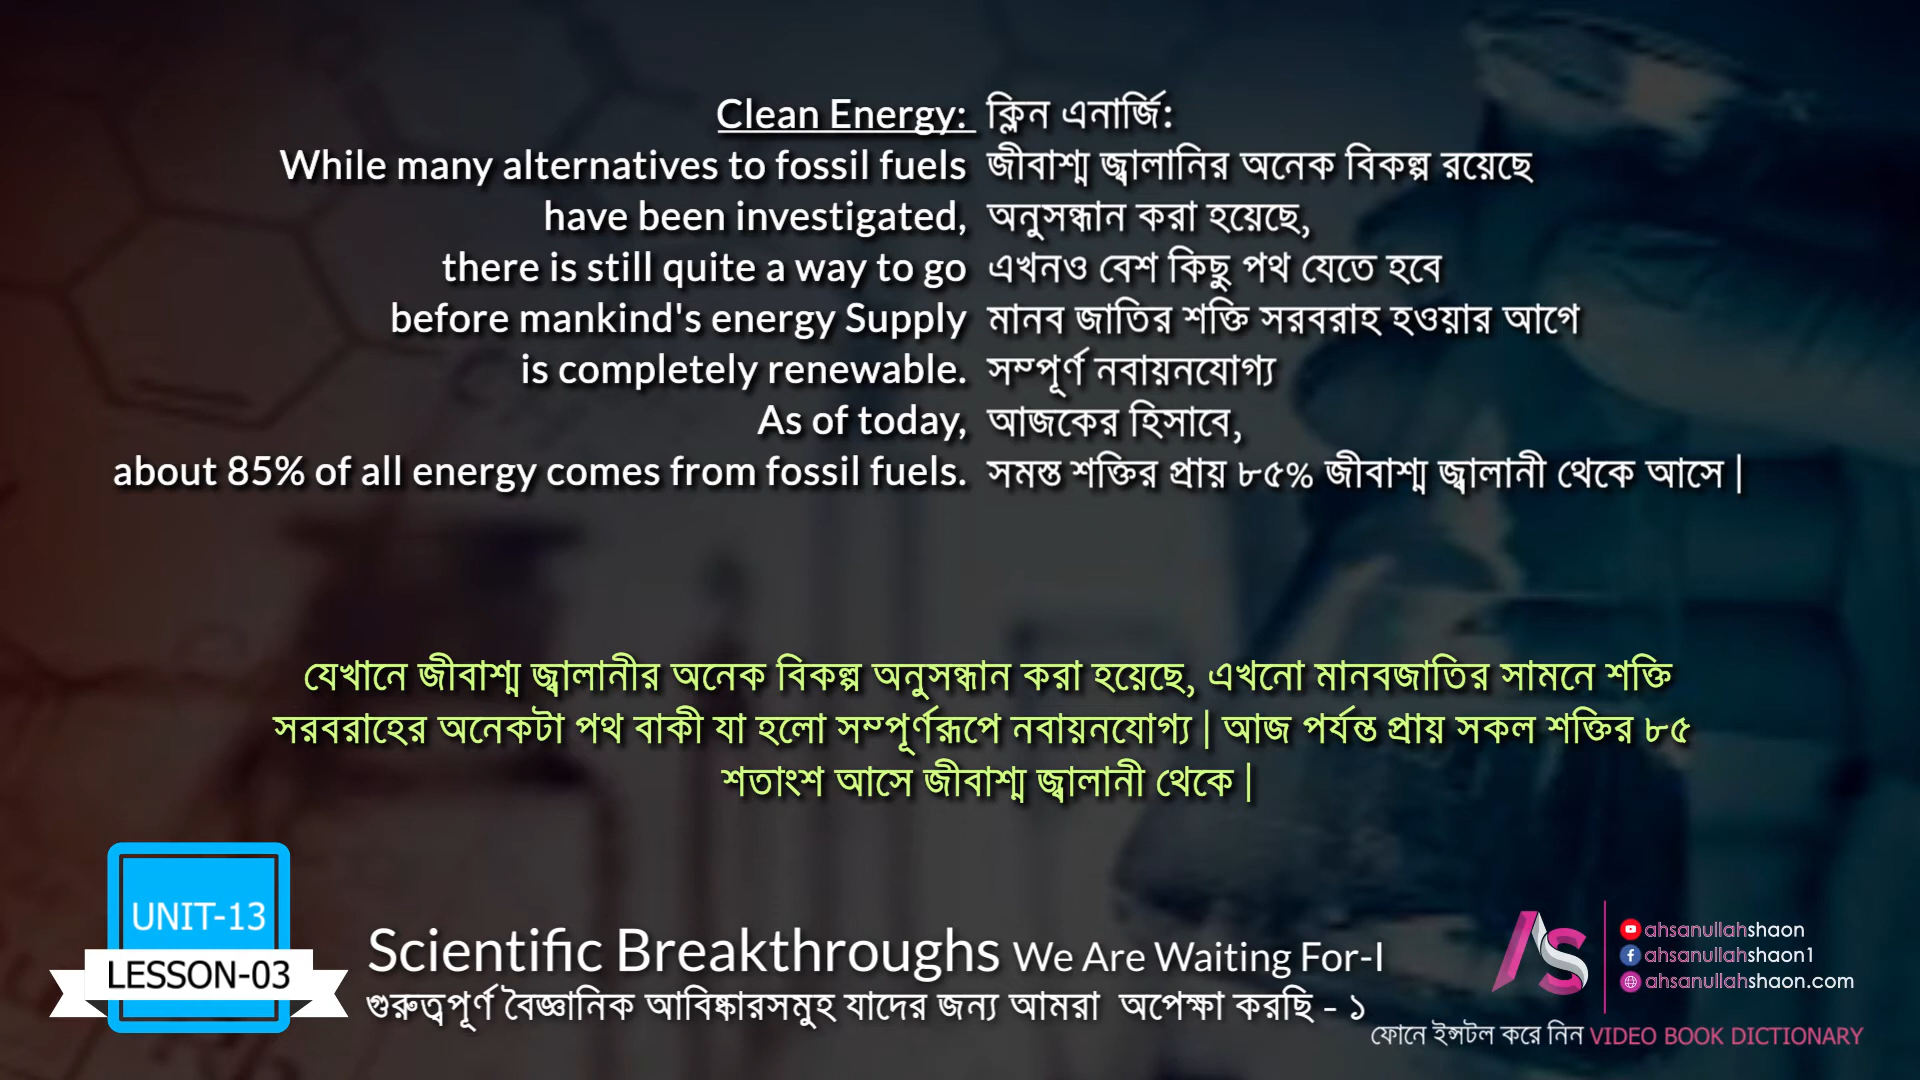 Clean Energy: ক্লিন এনার্জি:
While many alternatives to fossil fuels জীবাশ্ম জ্বালানির অনেক বিকল্প রয়েছে
have been investigated, অনুসন্ধান করা হয়েছে,
there is still quite a way to go এখনও বেশ কিছু পথ যেতে হবে
before mankind's energy Supply মানব জাতির শক্তি সরবরাহ হওয়ার আগে
is completely renewable. সম্পূর্ণ নবায়নযোগ্য
As of today, আজকের হিসাবে,
about 85% of all energy comes from fossil fuels. সমস্ত শক্তির প্রায় ৮৫% জীবাশ্ম জ্বালানী থেকে আসে |
যেখানে জীবাশ্ম জ্বালানীর অনেক বিকল্প অনুসন্ধান করা হয়েছে, এখনো মানবজাতির সামনে শক্তি
সরবরাহের অনেকটা পথ বাকী যা হলো সম্পূর্ণরূপে নবায়নযোগ্য | আজ পর্যন্ত প্রায় সকল শক্তির ৮৫
শতাংশ আসে জীবাশ্ম জ্বালানী থেকে |
UNIT-13
LESSON-03
Scientific Breakthroughs We Are Waiting For-I
গুরুত্বপূর্ণ বৈজ্ঞানিক আবিষ্কারসমুহ যাদের জন্য আমরা অপেক্ষা করছি - ১
AS
ahsanullahshaon
ahsanullahshaon1
ahsanullahshaon.com
ফোনে ইন্সটল করে নিন VIDEO BOOK DICTIONARY